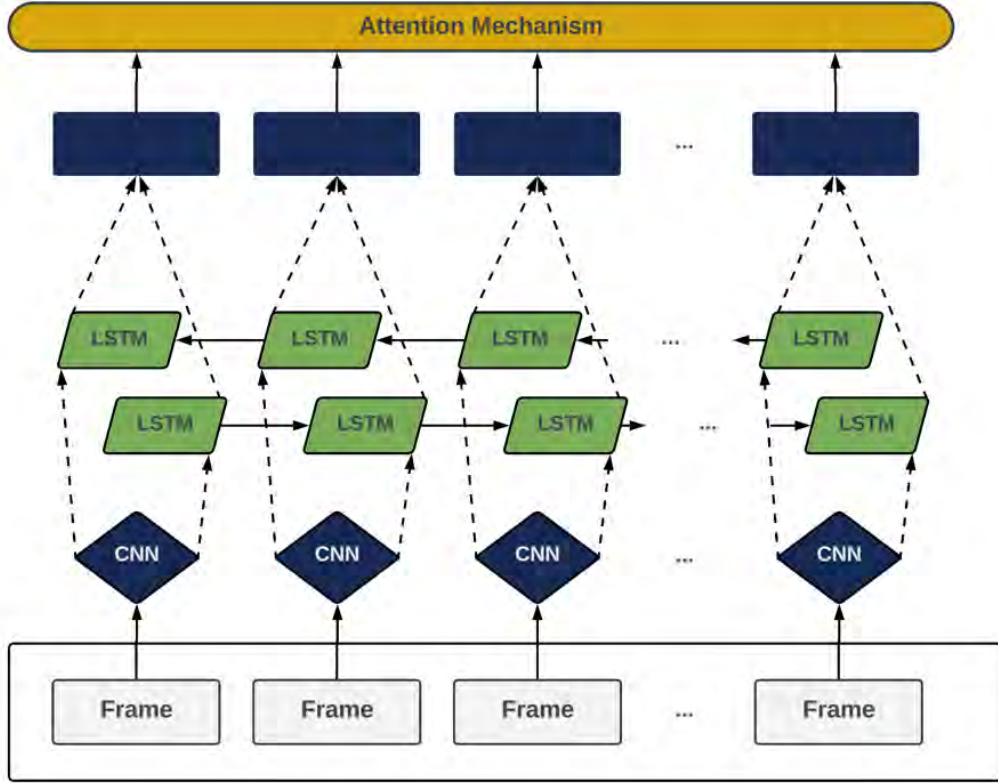 Attention Mechanism
...
LSTM LSTM LSTM ... LSTM
LSTM LSTM LSTM ... LSTM
CNN CNN CNN ... CNN
Frame Frame Frame ... Frame